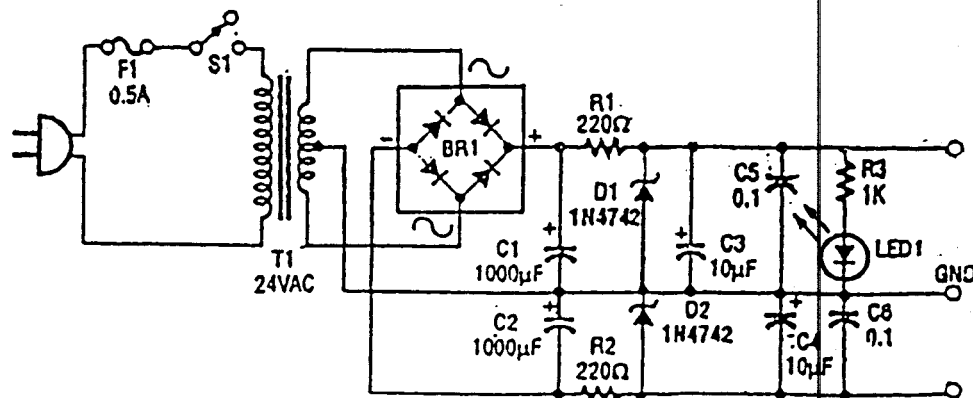 F1
0.5A
S1
T1
24VAC
-
BR1
+
R1
220Ω
D1
1N4742
+
C1
1000µF
+
C2
1000µF
R2
220Ω
+
C3
10µF
D2
1N4742
C5
0.1
R3
1K
LED1
GND
+
C4
10µF
C6
0.1